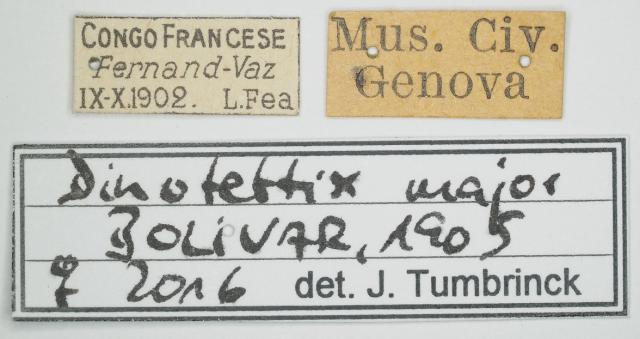 CONGO FRANCESE
Fernand-Vaz
IX-X.1902. L.Fea
Mus. Civ.
Genova
Dinotettix major
BOLIVAR, 1905
♀ 2016 det. J. Tumbrinck